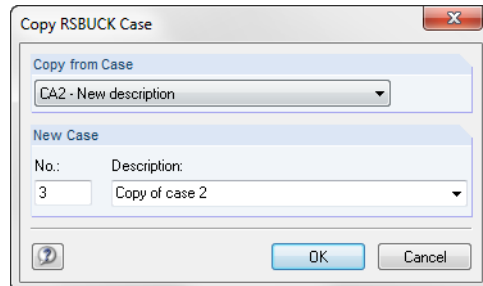 Copy RSBUCK Case
Copy from Case
CA2 - New description
New Case
No.: Description:
3 Copy of case 2
OK Cancel